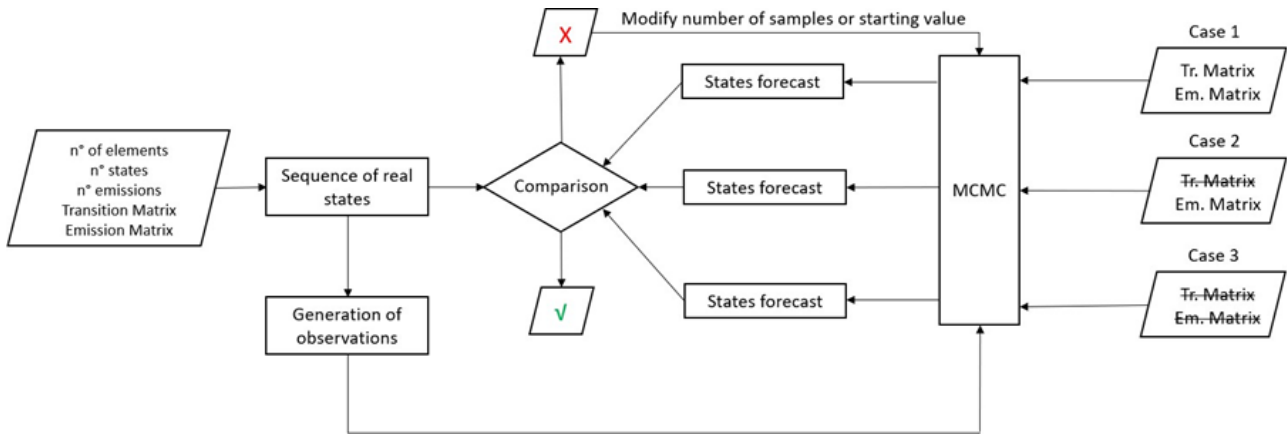 X
Modify number of samples or starting value
Case 1
Tr. Matrix
Em. Matrix
States forecast
n° of elements
n° states
n° emissions
Transition Matrix
Emission Matrix
Sequence of real
states
Comparison
States forecast
MCMC
Case 2
Tr. Matrix
Em. Matrix
Case 3
Tr. Matrix
Em. Matrix
States forecast
Generation of
observations
√